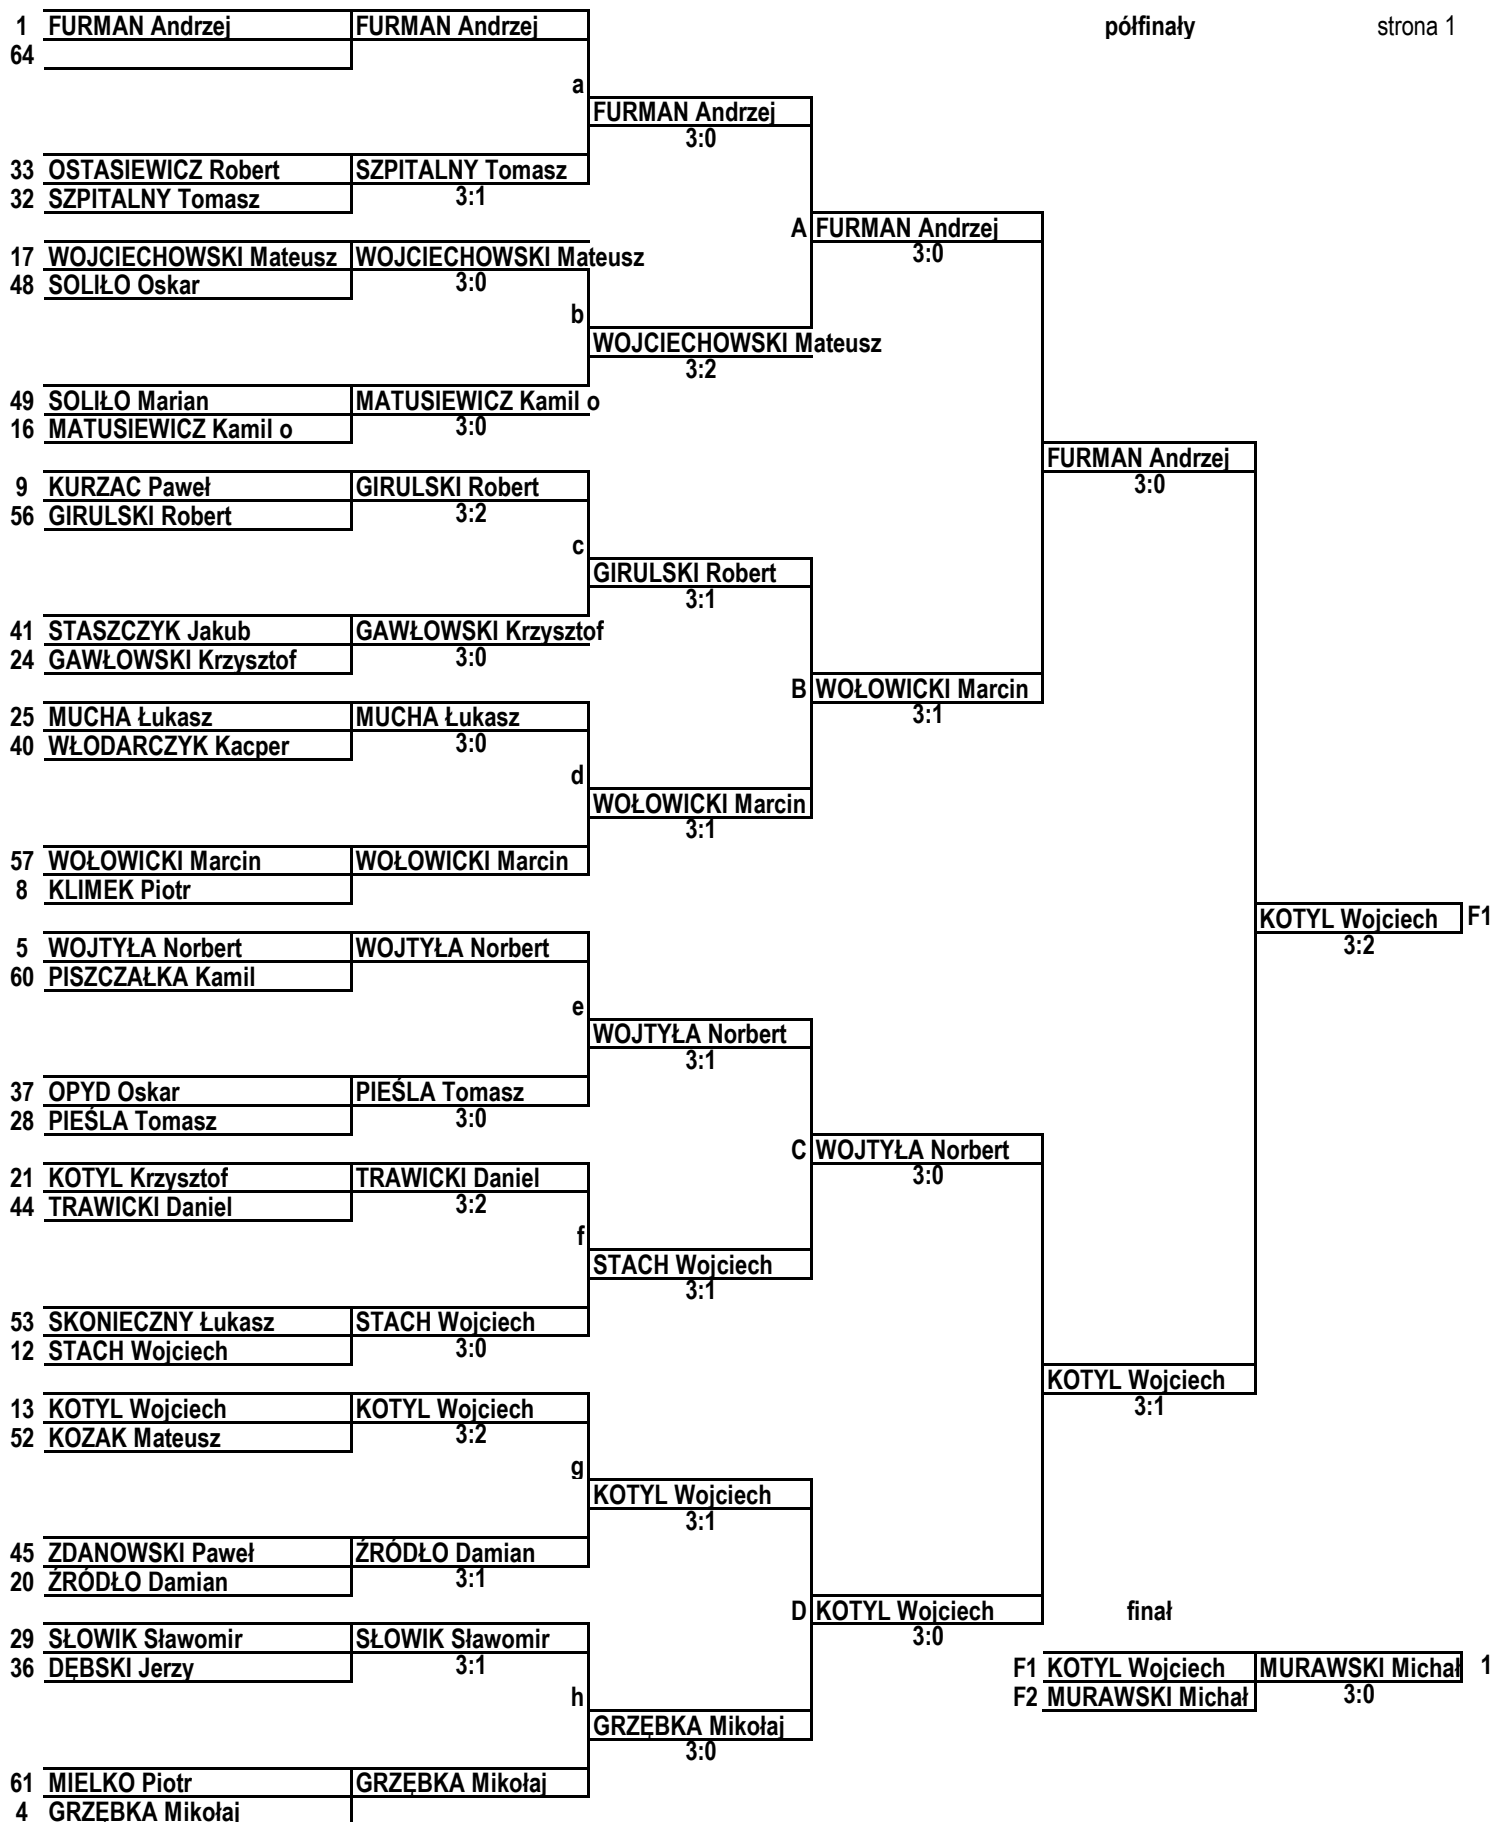 1 FURMAN Andrzej FURMAN Andrzej półfinały strona 1
64
a
FURMAN Andrzej
3:0
33 OSTASIEWICZ Robert SZPITALNY Tomasz
32 SZPITALNY Tomasz 3:1
A FURMAN Andrzej
17 WOJCIECHOWSKI Mateusz WOJCIECHOWSKI Mateusz 3:0
48 SOLIŁO Oskar 3:0
b
WOJCIECHOWSKI Mateusz
3:2
49 SOLIŁO Marian MATUSIEWICZ Kamil o
16 MATUSIEWICZ Kamil o 3:0
FURMAN Andrzej
9 KURZAC Paweł GIRULSKI Robert 3:0
56 GIRULSKI Robert 3:2
c
GIRULSKI Robert
3:1
41 STASZCZYK Jakub GAWŁOWSKI Krzysztof
24 GAWŁOWSKI Krzysztof 3:0
B WOŁOWICKI Marcin
25 MUCHA Łukasz MUCHA Łukasz 3:1
40 WŁODARCZYK Kacper 3:0
d
WOŁOWICKI Marcin
3:1
57 WOŁOWICKI Marcin WOŁOWICKI Marcin
8 KLIMEK Piotr
KOTYL Wojciech F1
5 WOJTYŁA Norbert WOJTYŁA Norbert 3:2
60 PISZCZAŁKA Kamil
e
WOJTYŁA Norbert
3:1
37 OPYD Oskar PIEŚLA Tomasz
28 PIEŚLA Tomasz 3:0
C WOJTYŁA Norbert
21 KOTYL Krzysztof TRAWICKI Daniel 3:0
44 TRAWICKI Daniel 3:2
f
STACH Wojciech
3:1
53 SKONIECZNY Łukasz STACH Wojciech
12 STACH Wojciech 3:0
KOTYL Wojciech
13 KOTYL Wojciech KOTYL Wojciech 3:1
52 KOZAK Mateusz 3:2
g
KOTYL Wojciech
3:1
45 ZDANOWSKI Paweł ŹRÓDŁO Damian
20 ŹRÓDŁO Damian 3:1
D KOTYL Wojciech finał
29 SŁOWIK Sławomir SŁOWIK Sławomir 3:0
36 DĘBSKI Jerzy 3:1 F1 KOTYL Wojciech MURAWSKI Michał 1
h F2 MURAWSKI Michał 3:0
GRZĘBKA Mikołaj
3:0
61 MIELKO Piotr GRZĘBKA Mikołaj
4 GRZĘBKA Mikołaj